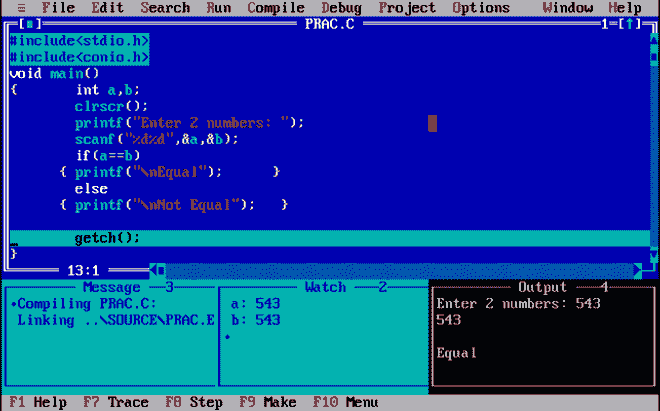 ≡ File Edit Search Run Compile Debug Project Options Window Help
[■] PRAC.C 1=[↑]
#include<stdio.h>
#include<conio.h>
void main()
{ int a,b;
clrscr();
printf("Enter 2 numbers: ");
scanf("%d%d",&a,&b);
if(a==b)
{ printf("\nEqual"); }
else
{ printf("\nNot Equal"); }
getch();
}
13:1
Message 3
•Compiling PRAC.C:
Linking ..\SOURCE\PRAC.E
Watch 2
a: 543
b: 543
Output 4
Enter 2 numbers: 543
543
Equal
F1 Help F7 Trace F8 Step F9 Make F10 Menu